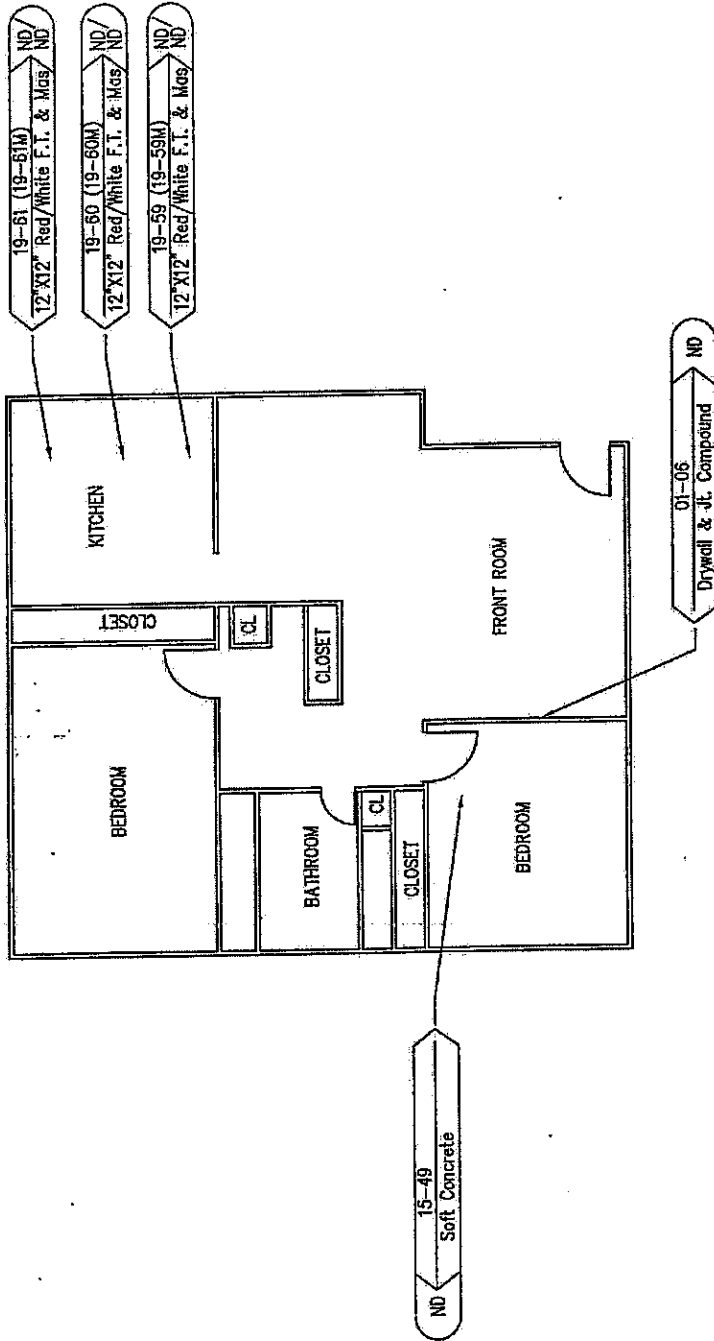 19-61 (19-61M)
12"X12" Red/White F.T. & Mas
ND/
ND
19-60 (19-60M)
12"X12" Red/White F.T. & Mas
ND/
ND
19-59 (19-59M)
12"X12" Red/White F.T. & Mas
ND/
ND
KITCHEN
CLOSET
BEDROOM
CL
CLOSET
FRONT ROOM
BATHROOM
CL
CLOSET
BEDROOM
01-06
Drywall & Jt. Compound
ND
15-49
Soft Concrete
ND